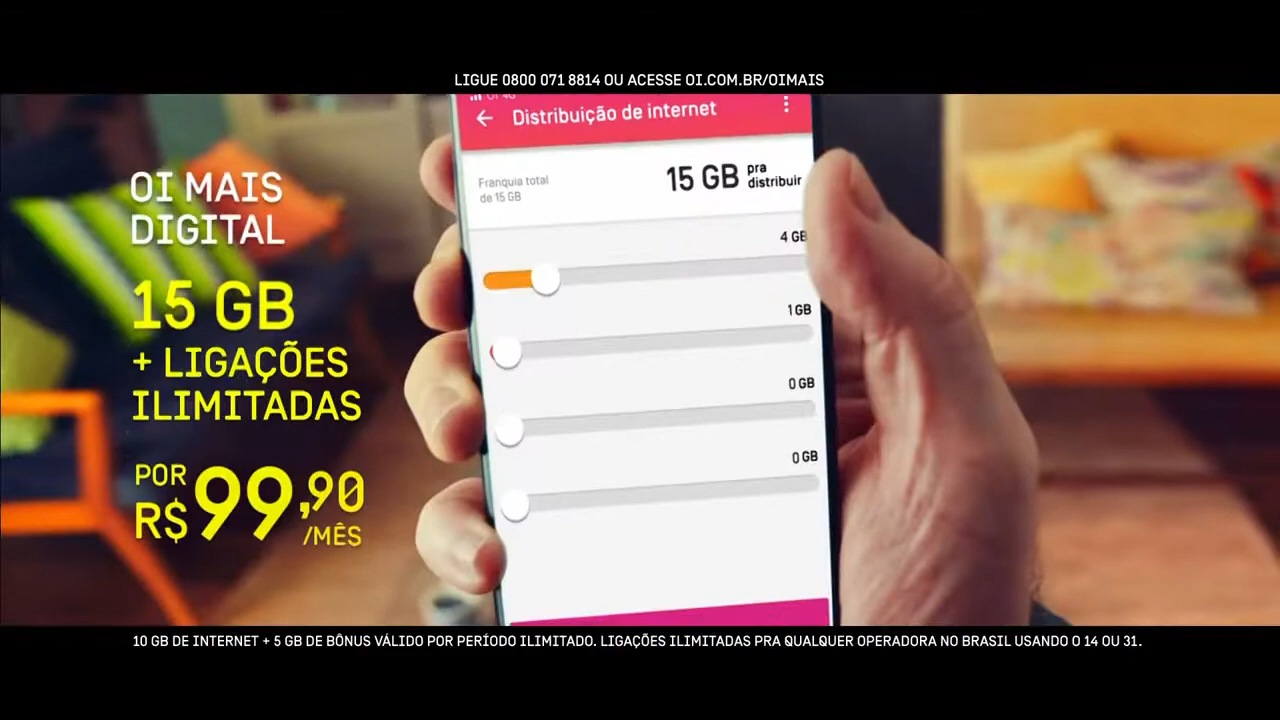 LIGUE 0800 071 8814 OU ACESSE OI.COM.BR/OIMAIS
Distribuição de internet
OI MAIS
DIGITAL
15 GB
+ LIGAÇÕES
ILIMITADAS
POR
R$99,90
/MÊS
Franquia total
de 15 GB
15 GB pra
distribuir
4 GB
1 GB
0 GB
0 GB
10 GB DE INTERNET + 5 GB DE BÔNUS VÁLIDO POR PERÍODO ILIMITADO. LIGAÇÕES ILIMITADAS PRA QUALQUER OPERADORA NO BRASIL USANDO O 14 OU 31.